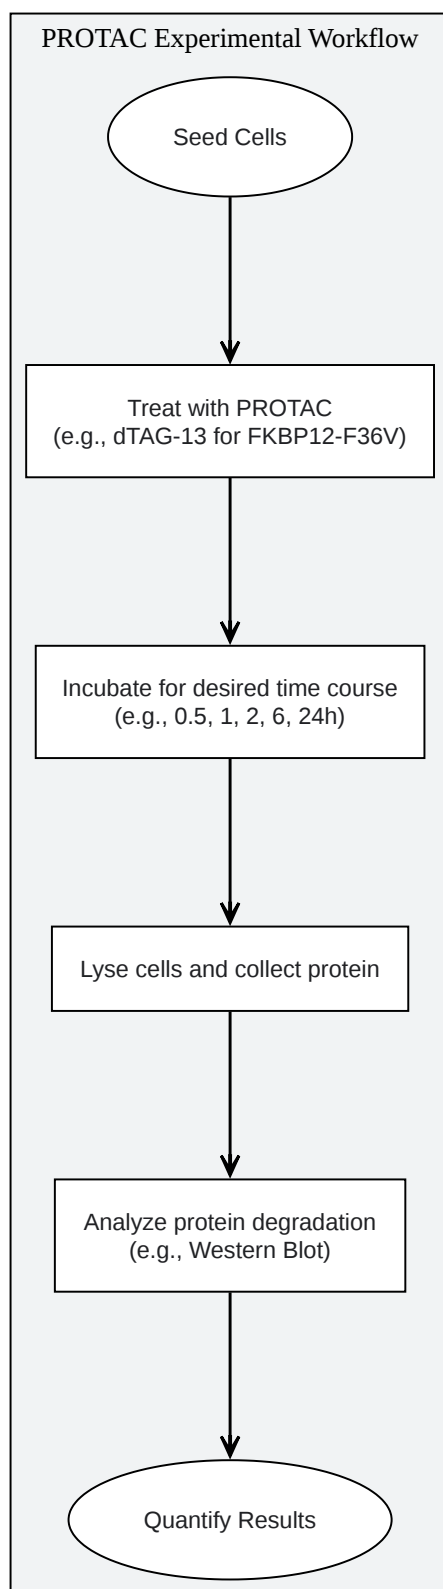 PROTAC Experimental Workflow
Seed Cells
Treat with PROTAC
(e.g., dTAG-13 for FKBP12-F36V)
Incubate for desired time course
(e.g., 0.5, 1, 2, 6, 24h)
Lyse cells and collect protein
Analyze protein degradation
(e.g., Western Blot)
Quantify Results